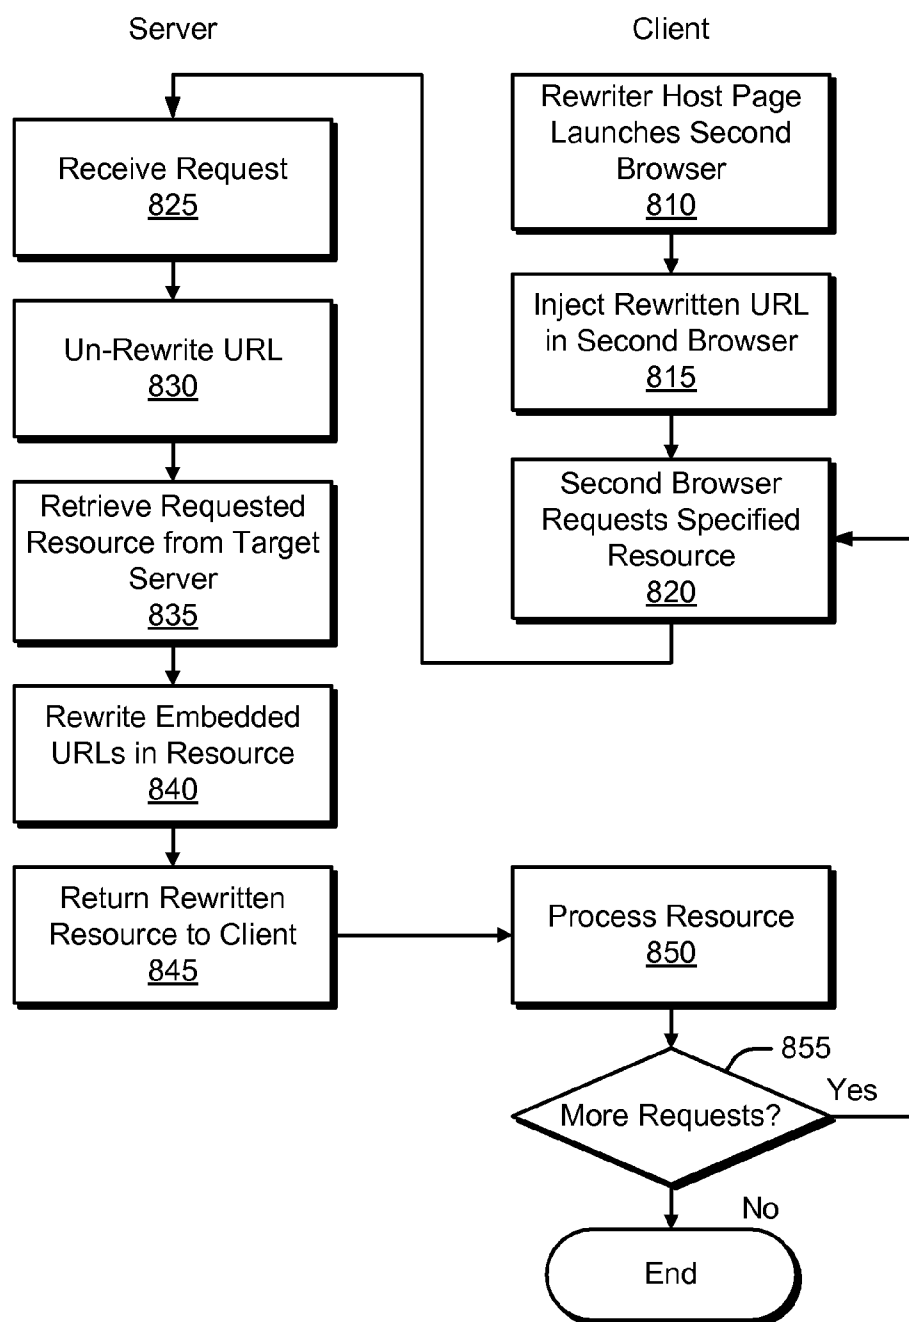 Server
Client
Rewriter Host Page
Launches Second
Browser
810
Inject Rewritten URL
in Second Browser
815
Second Browser
Requests Specified
Resource
820
Receive Request
825
Un-Rewrite URL
830
Retrieve Requested
Resource from Target
Server
835
Rewrite Embedded
URLs in Resource
840
Return Rewritten
Resource to Client
845
Process Resource
850
855
More Requests?
Yes
No
End